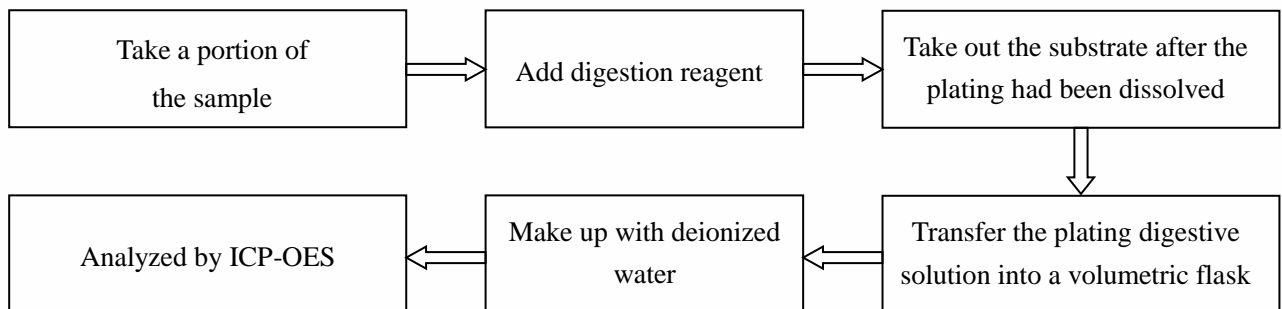 Take a portion of
the sample
Add digestion reagent
Take out the substrate after the
plating had been dissolved
Transfer the plating digestive
solution into a volumetric flask
Make up with deionized
water
Analyzed by ICP-OES